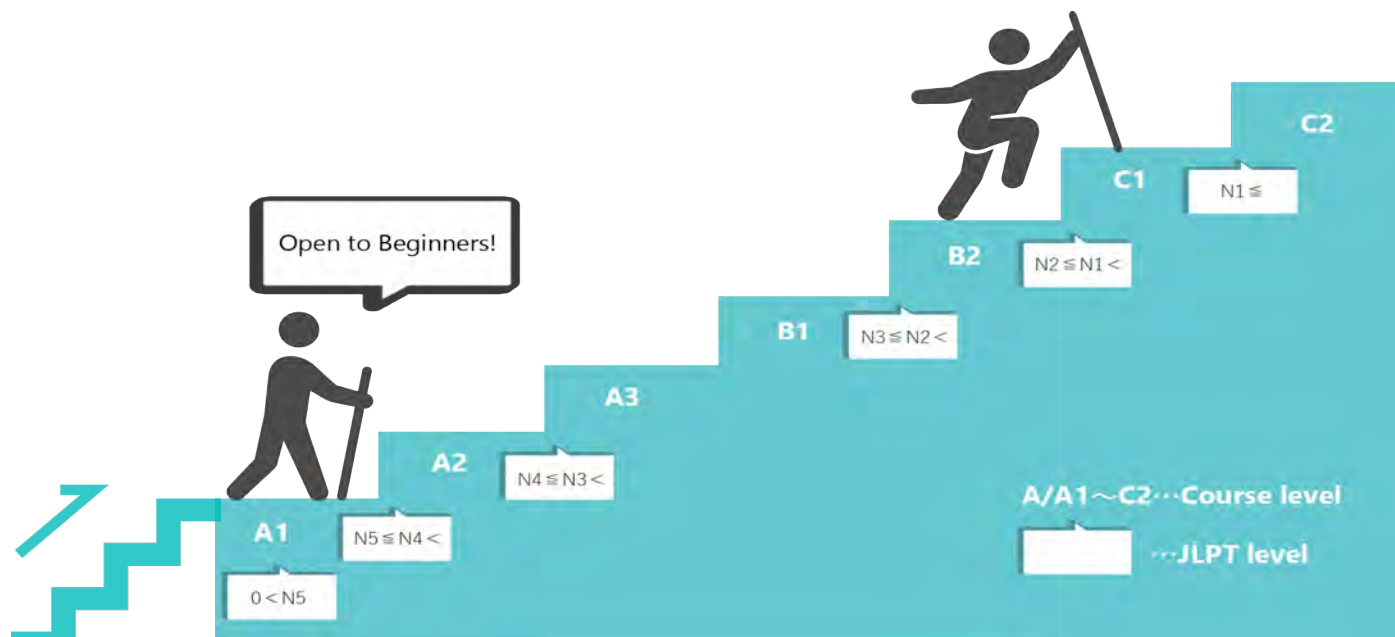 Open to Beginners!
A1
0<N5
N5≦N4<
A2
N4≦N3<
A3
B1
N3≦N2<
B2
N2≦N1<
C1
N1≦
C2
A/A1～C2…Course level
…JLPT level